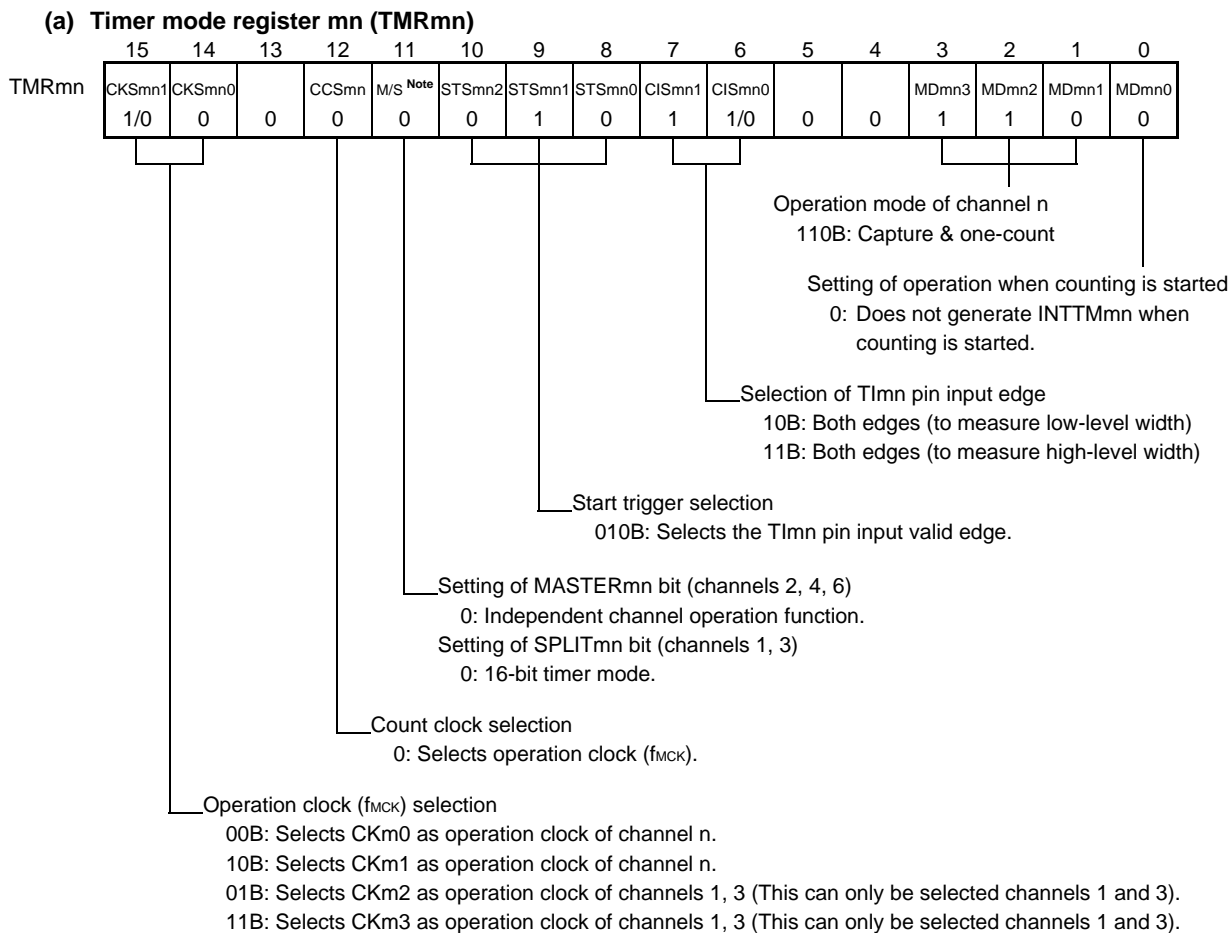 (a) Timer mode register mn (TMRmn)
15 14 13 12 11 10 9 8 7 6 5 4 3 2 1 0
TMRmn CKSmn1 CKSmn0 CCSmn M/S Note STSmn2 STSmn1 STSmn0 CISmn1 CISmn0 MDmn3 MDmn2 MDmn1 MDmn0
1/0 0 0 0 0 0 1 0 1 1/0 0 0 1 1 0 0
Operation mode of channel n
110B: Capture & one-count
Setting of operation when counting is started
0: Does not generate INTTMmn when
counting is started.
Selection of TImn pin input edge
10B: Both edges (to measure low-level width)
11B: Both edges (to measure high-level width)
Start trigger selection
010B: Selects the TImn pin input valid edge.
Setting of MASTERmn bit (channels 2, 4, 6)
0: Independent channel operation function.
Setting of SPLITmn bit (channels 1, 3)
0: 16-bit timer mode.
Count clock selection
0: Selects operation clock (fMCK).
Operation clock (fMCK) selection
00B: Selects CKm0 as operation clock of channel n.
10B: Selects CKm1 as operation clock of channel n.
01B: Selects CKm2 as operation clock of channels 1, 3 (This can only be selected channels 1 and 3).
11B: Selects CKm3 as operation clock of channels 1, 3 (This can only be selected channels 1 and 3).